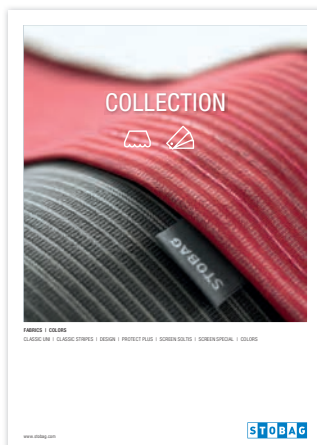 COLLECTION
STOBAG
FABRICS I COLORS
CLASSIC UNI I CLASSIC STRIPES I DESIGN I PROTECT PLUS I SCREEN SOLTIS I SCREEN SPECIAL I COLORS
www.stobag.com
STOBAG